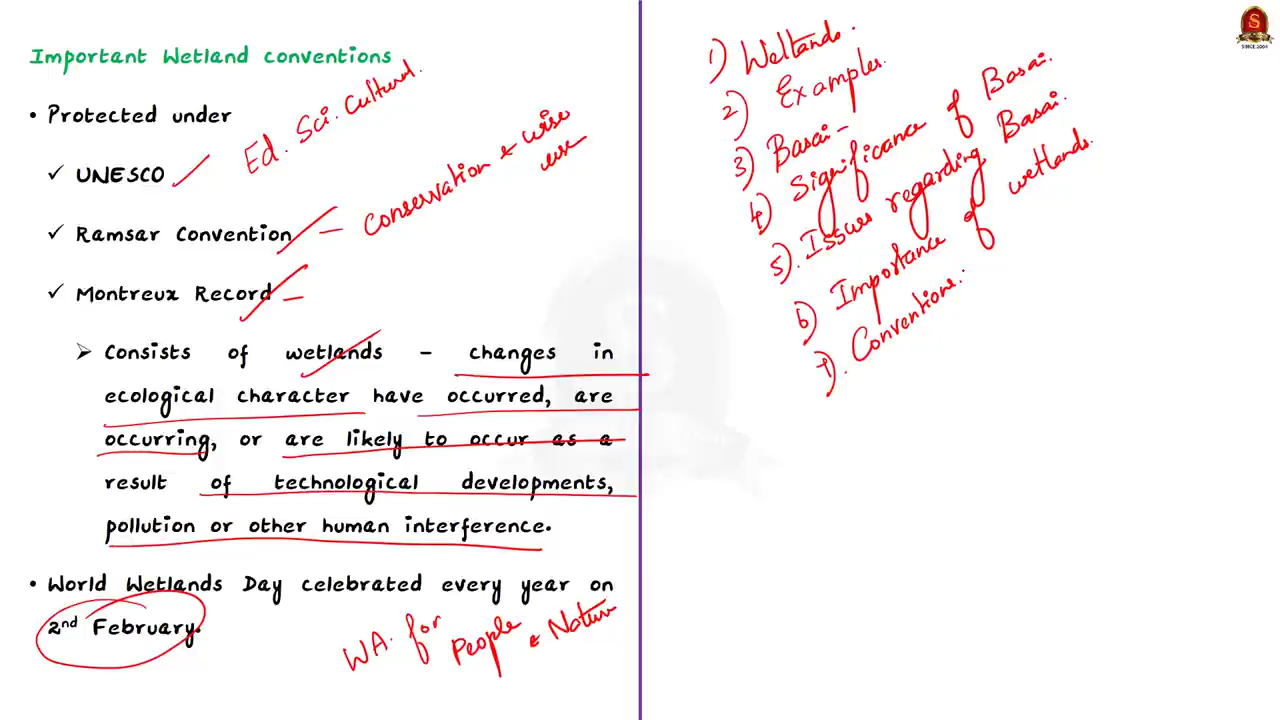 Important Wetland conventions
• Protected under
Ed. Sci. Cultural.
✓ UNESCO
conservation & wise
use
✓ Ramsar Convention –
✓ Montreux Record –
➢ Consists of wetlands – changes in
ecological character have occurred, are
occurring, or are likely to occur as a
result of technological developments,
pollution or other human interference.
• World Wetlands Day celebrated every year on
2nd February.
WA. for People & Nature
1) Wetlands.
2) Examples.
3) Basai –
4) Significance of Basai.
5). Issues regarding Basai.
6) Importance of wetlands.
7). Conventions.
S
SINCE 2004